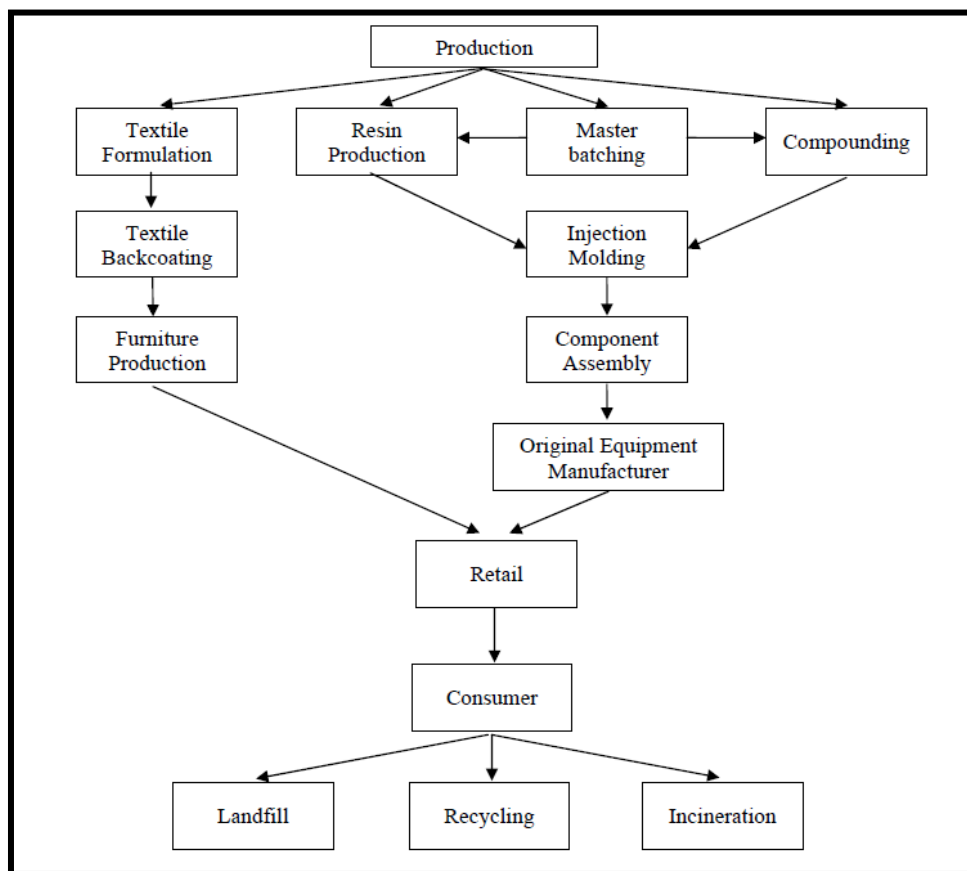 Production
Textile
Formulation
Resin
Production
Master
batching
Compounding
Textile
Backcoating
Injection
Molding
Furniture
Production
Component
Assembly
Original Equipment
Manufacturer
Retail
Consumer
Landfill
Recycling
Incineration